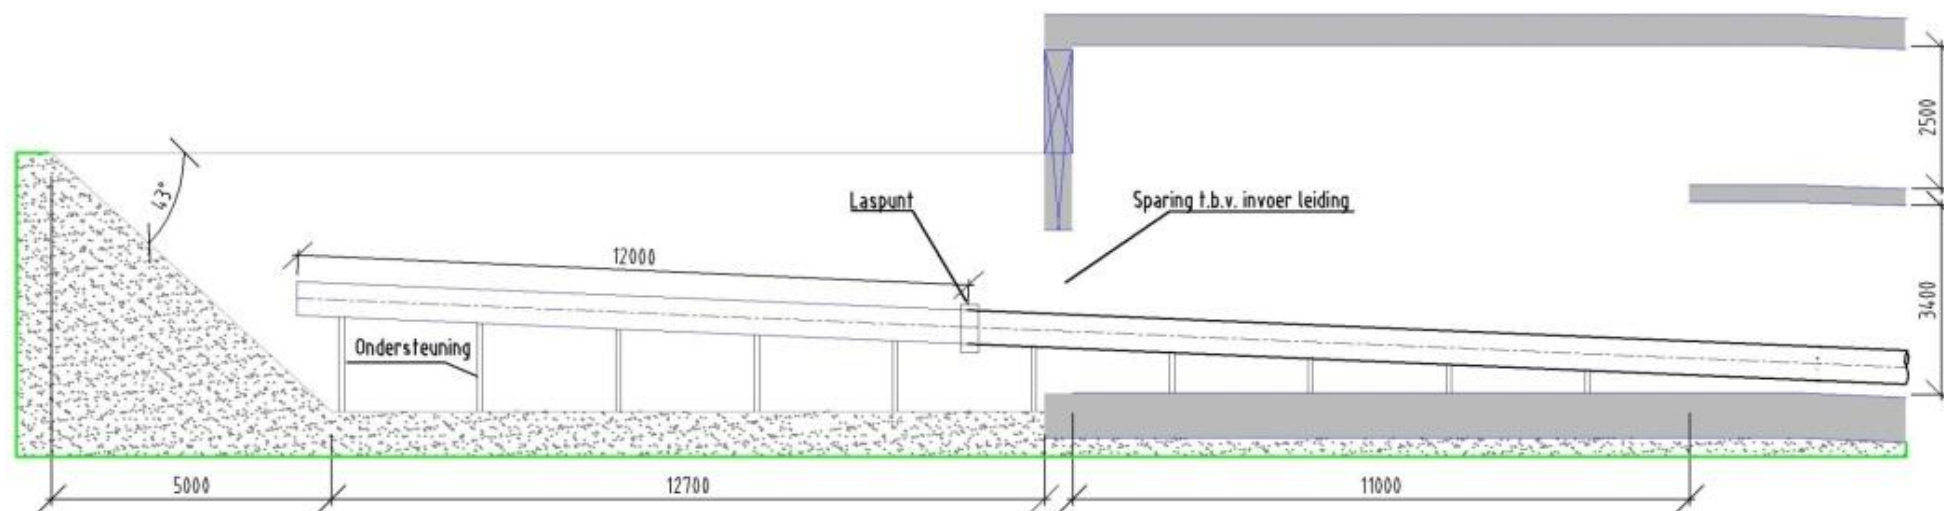 2500
43°
Laspunt
Sparing t.b.v. invoer leiding
12000
3400
Ondersteuning
5000
12700
11000